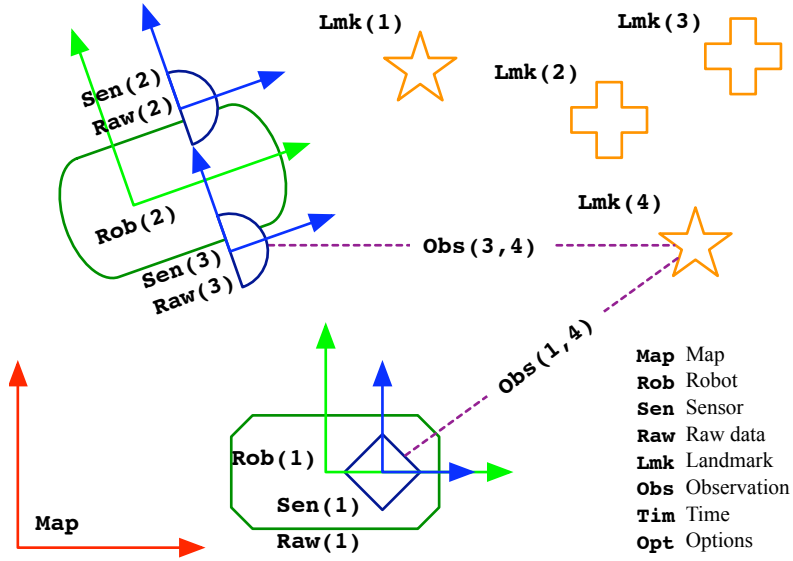 Lmk(1)
Lmk(3)
Lmk(2)
Sen(2)
Raw(2)
Lmk(4)
Rob(2)
Obs(3,4)
Sen(3)
Raw(3)
Obs(1,4)
Map Map
Rob Robot
Sen Sensor
Raw Raw data
Lmk Landmark
Obs Observation
Tim Time
Opt Options
Rob(1)
Sen(1)
Raw(1)
Map